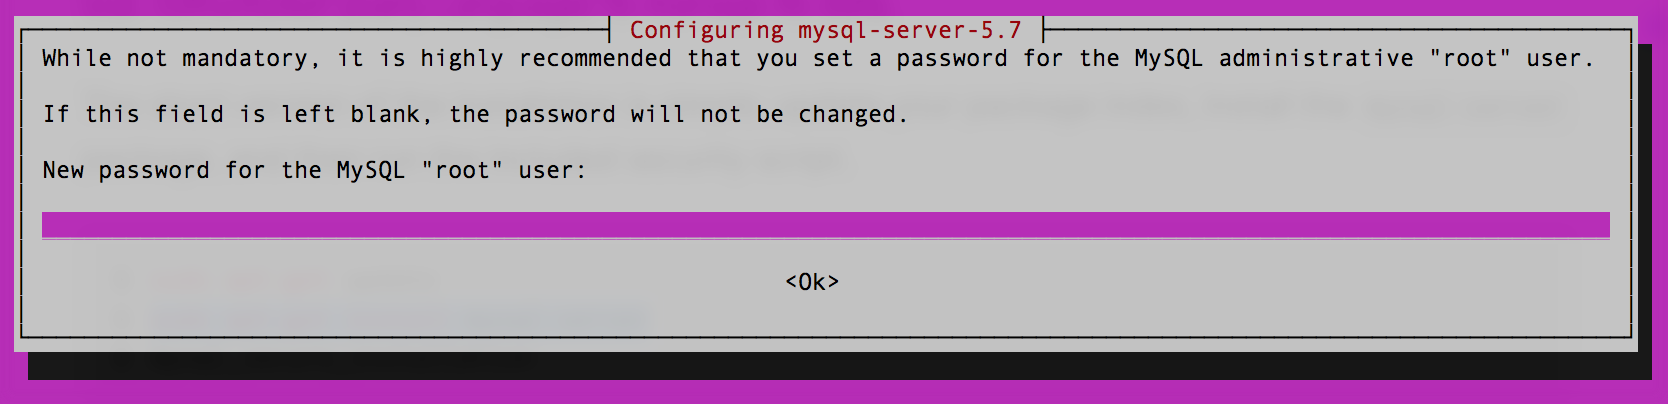 Configuring mysql-server-5.7
While not mandatory, it is highly recommended that you set a password for the MySQL administrative "root" user.
If this field is left blank, the password will not be changed.
New password for the MySQL "root" user:
<Ok>